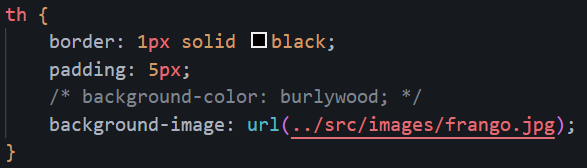 th {
border: 1px solid black;
padding: 5px;
/* background-color: burlywood; */
background-image: url(../src/images/frango.jpg);
}